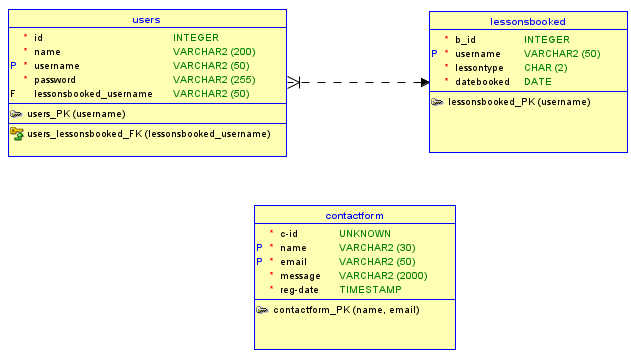 users
* id INTEGER
* name VARCHAR2 (200)
P * username VARCHAR2 (50)
* password VARCHAR2 (255)
F lessonsbooked_username VARCHAR2 (50)
users_PK (username)
users_lessonsbooked_FK (lessonsbooked_username)
lessonsbooked
* b_id INTEGER
P * username VARCHAR2 (50)
* lessontype CHAR (2)
* datebooked DATE
lessonsbooked_PK (username)
contactform
* c-id UNKNOWN
P * name VARCHAR2 (30)
P * email VARCHAR2 (50)
* message VARCHAR2 (2000)
* reg-date TIMESTAMP
contactform_PK (name, email)